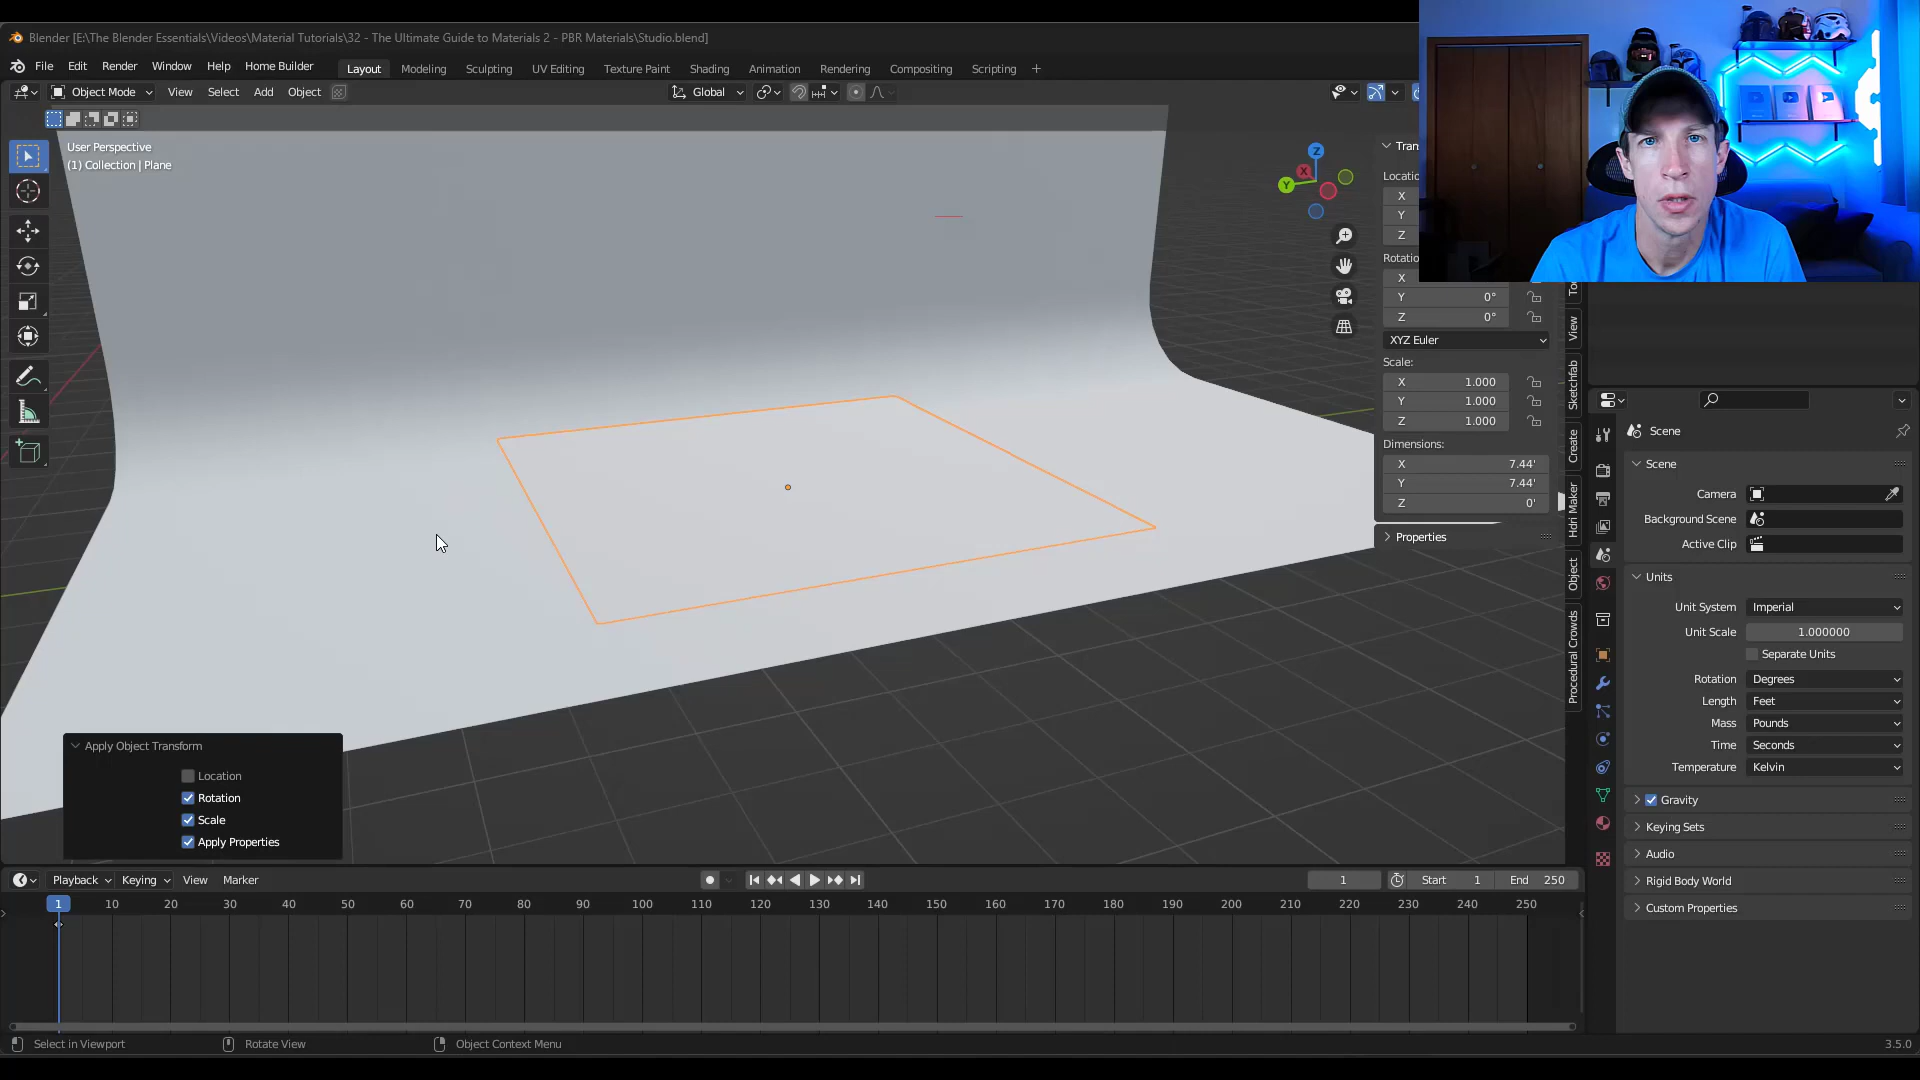 Blender [E:\The Blender Essentials\Videos\Material Tutorials\32 - The Ultimate Guide to Materials 2 - PBR Materials\Studio.blend]
File Edit Render Window Help Home Builder Layout Modeling Sculpting UV Editing Texture Paint Shading Animation Rendering Compositing Scripting +
Object Mode View Select Add Object Global
User Perspective
(1) Collection | Plane
Z
X
Y
X
Y
Z
X
Y 0°
Z 0°
XYZ Euler
Scale:
X 1.000
Y 1.000
Z 1.000
Dimensions:
X 7.44'
Y 7.44'
Z 0'
Properties
View
Sketchfab
Create
Hdri Maker
Object
Procedural Crowds
Scene
Scene
Camera
Background Scene
Active Clip
Units
Unit System Imperial
Unit Scale 1.000000
Separate Units
Rotation Degrees
Length Feet
Mass Pounds
Time Seconds
Temperature Kelvin
Gravity
Keying Sets
Audio
Rigid Body World
Custom Properties
Apply Object Transform
Location
Rotation
Scale
Apply Properties
Playback Keying View Marker 1 Start 1 End 250
1 10 20 30 40 50 60 70 80 90 100 110 120 130 140 150 160 170 180 190 200 210 220 230 240 250
Select in Viewport Rotate View Object Context Menu 3.5.0